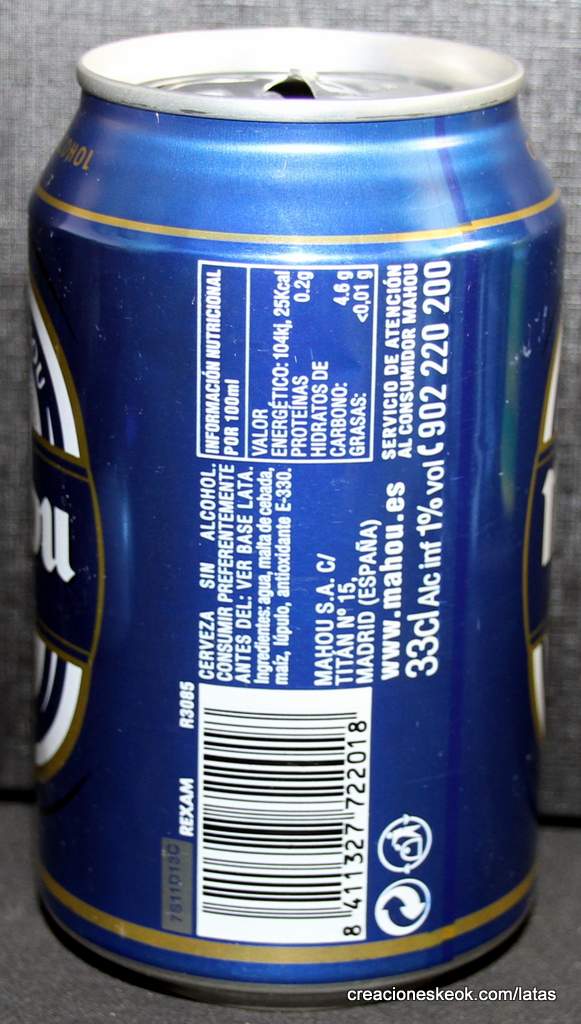 INFORMACIÓN NUTRICIONAL
POR 100ml
VALOR
ENERGÉTICO: 104kj, 25Kcal
PROTEÍNAS 0.2g
HIDRATOS DE
CARBONO: 4.6 g
GRASAS: <0,01 g
SERVICIO DE ATENCIÓN
AL CONSUMIDOR MAHOU
902 220 200
CERVEZA SIN ALCOHOL.
CONSUMIR PREFERENTEMENTE
ANTES DEL: VER BASE LATA.
Ingredientes: agua, malta de cebada,
maíz, lúpulo, antioxidante E-330.
MAHOU S.A. C/
TITÁN Nº 15,
MADRID (ESPAÑA)
www.mahou.es
33cl Alc inf 1% vol
REXAM R3085
8 411327 722018
creacioneskeok.com/latas